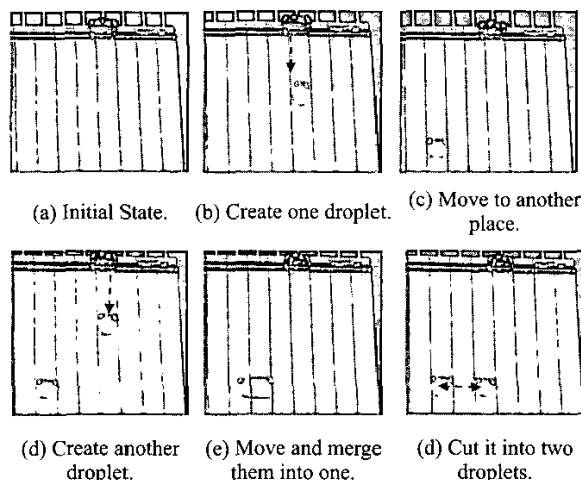 (a) Initial State.
(b) Create one droplet.
(c) Move to another
place.
(d) Create another
droplet.
(e) Move and merge
them into one.
(d) Cut it into two
droplets.